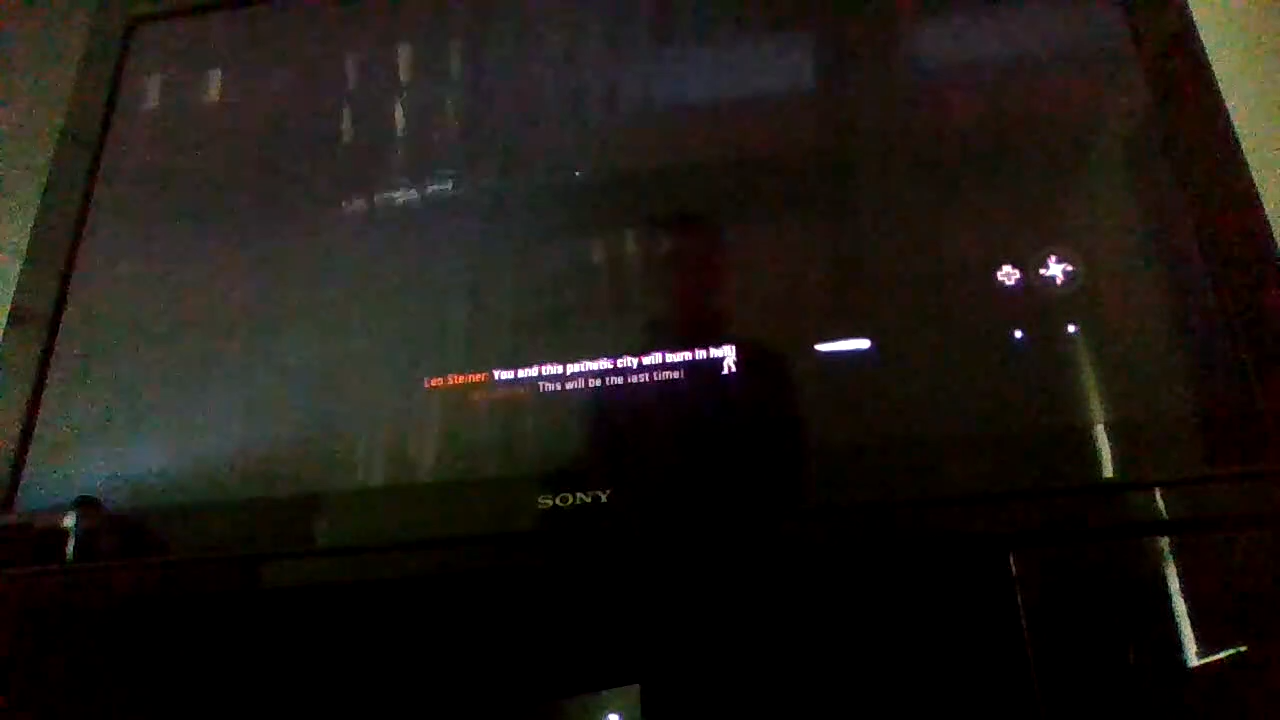 Leo Steiner: You and this pathetic city will burn in hell!
This will be the last time!
SONY